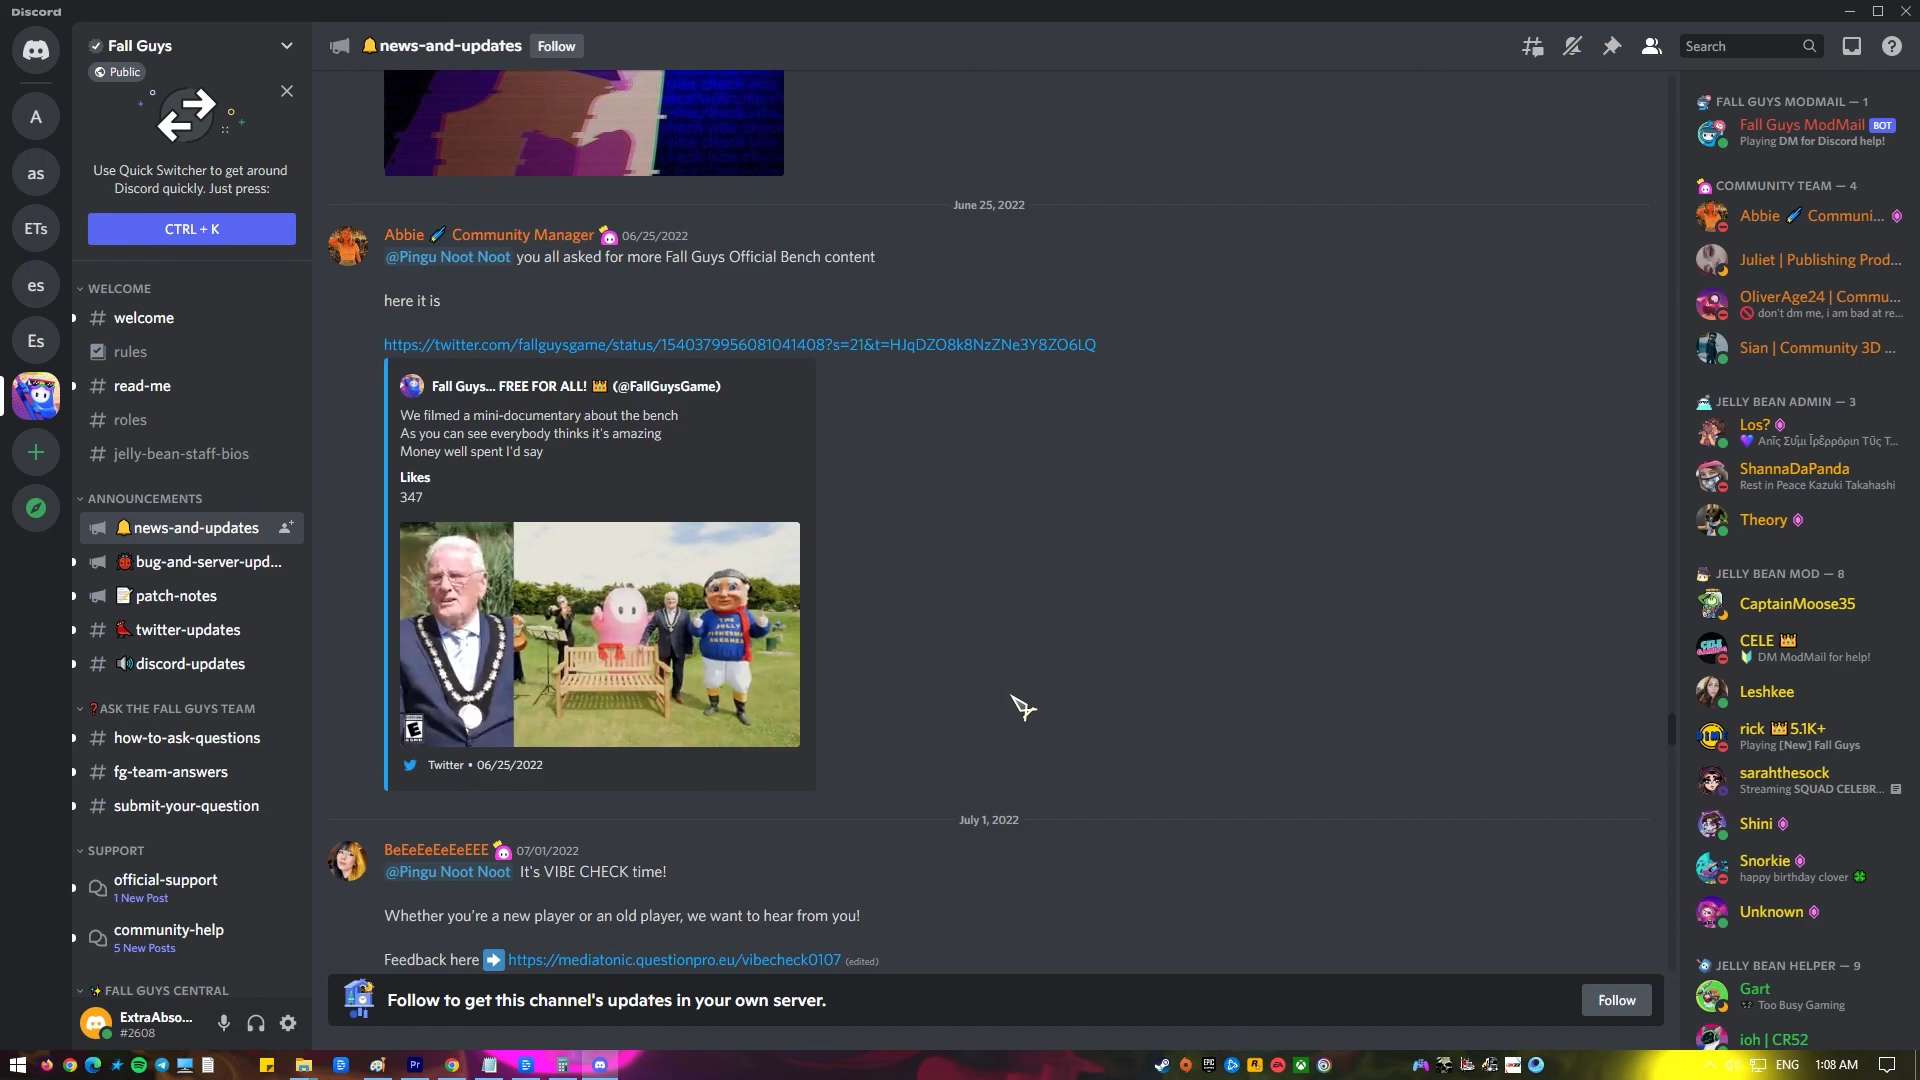 Discord
Fall Guys
Public
Use Quick Switcher to get around
Discord quickly. Just press:
CTRL + K
WELCOME
welcome
rules
read-me
roles
jelly-bean-staff-bios
ANNOUNCEMENTS
🔔news-and-updates
🐞bug-and-server-upd...
📝patch-notes
🐦twitter-updates
🔊discord-updates
❓ASK THE FALL GUYS TEAM
how-to-ask-questions
fg-team-answers
submit-your-question
SUPPORT
official-support
1 New Post
community-help
5 New Posts
✨FALL GUYS CENTRAL
ExtraAbso...
#2608
A
as
ETs
es
Es
🔔news-and-updates
Follow
Search
June 25, 2022
Abbie Community Manager 06/25/2022
@Pingu Noot Noot you all asked for more Fall Guys Official Bench content
here it is
https://twitter.com/fallguysgame/status/1540379956081041408?s=21&t=HJqDZO8k8NzZNe3Y8ZO6LQ
Fall Guys... FREE FOR ALL! 👑 (@FallGuysGame)
We filmed a mini-documentary about the bench
As you can see everybody thinks it's amazing
Money well spent I'd say
Likes
347
THE
JOLLY
FISHERMAN
E
Twitter • 06/25/2022
July 1, 2022
BeEeEeEeEeEEE 07/01/2022
@Pingu Noot Noot It's VIBE CHECK time!
Whether you're a new player or an old player, we want to hear from you!
Feedback here ➡️ https://mediatonic.questionpro.eu/vibecheck0107 (edited)
Follow to get this channel's updates in your own server.
Follow
FALL GUYS MODMAIL — 1
Fall Guys ModMail BOT
Playing DM for Discord help!
COMMUNITY TEAM — 4
Abbie Communi...
Juliet | Publishing Prod...
OliverAge24 | Commu...
🚫 don't dm me, i am bad at re...
Sian | Community 3D ...
JELLY BEAN ADMIN — 3
Los?
ShannaDaPanda
Rest in Peace Kazuki Takahashi
Theory
JELLY BEAN MOD — 8
CaptainMoose35
CELE 👑
DM ModMail for help!
Leshkee
rick 👑5.1K+
Playing [New] Fall Guys
sarahthesock
Streaming SQUAD CELEBR...
Shini
Snorkie
happy birthday clover 🍀
Unknown
JELLY BEAN HELPER — 9
Gart
Too Busy Gaming
ioh | CR52
ENG
1:08 AM